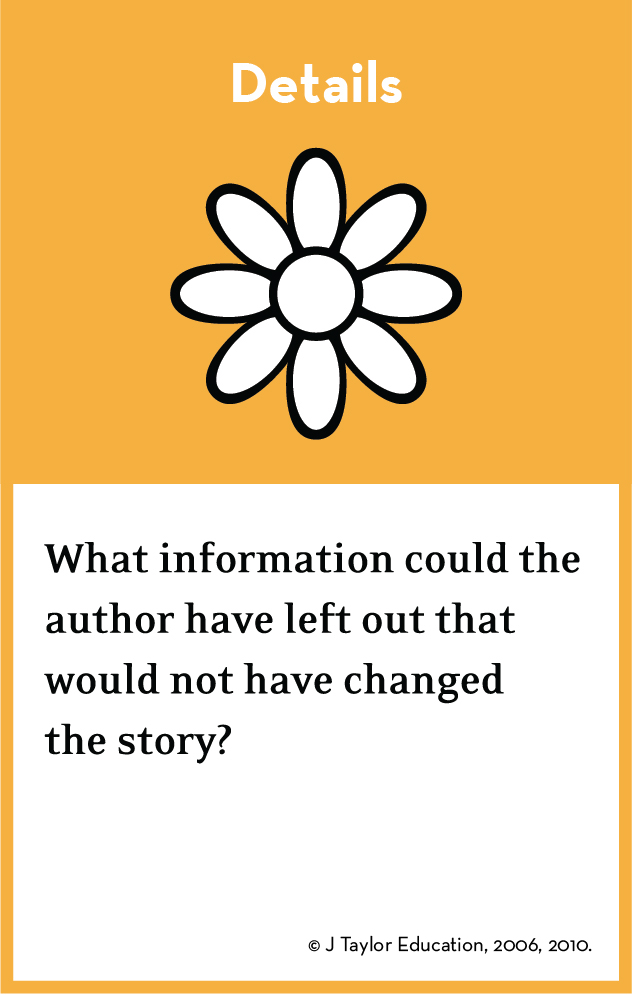 Details
What information could the
author have left out that
would not have changed
the story?
© J Taylor Education, 2006, 2010.